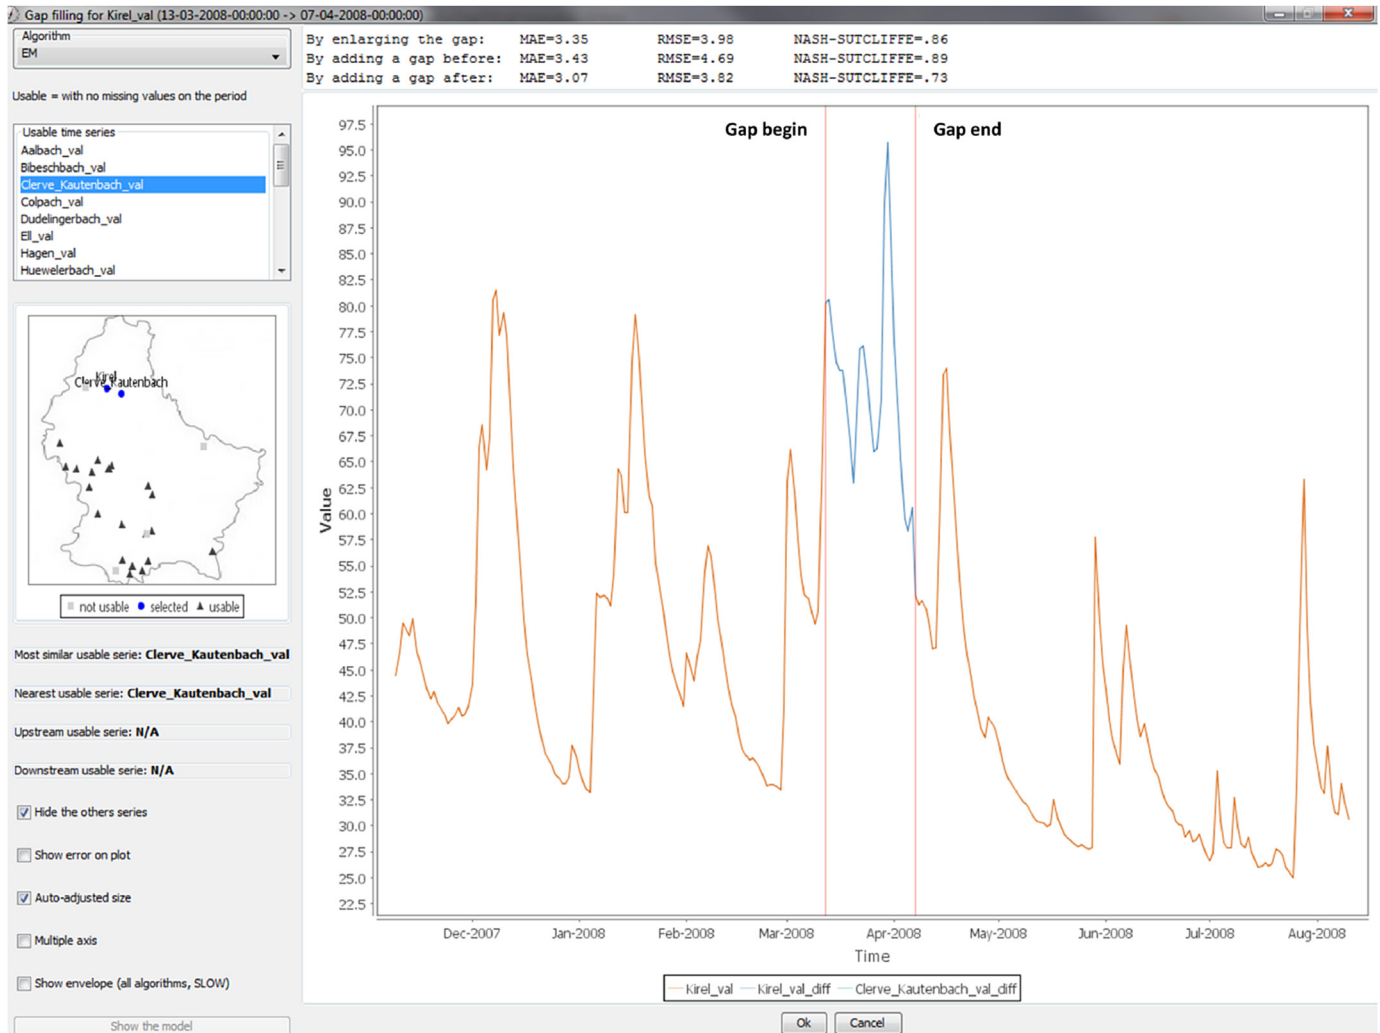 Gap filling for Kirel_val (13-03-2008-00:00:00 -> 07-04-2008-00:00:00)
Algorithm
EM
By enlarging the gap: MAE=3.35 RMSE=3.98 NASH-SUTCLIFFE=.86
By adding a gap before: MAE=3.43 RMSE=4.69 NASH-SUTCLIFFE=.89
By adding a gap after: MAE=3.07 RMSE=3.82 NASH-SUTCLIFFE=.73
Usable = with no missing values on the period
Usable time series
Aalbach_val
Bibeschbach_val
Clerve_Kautenbach_val
Colpach_val
Dudelingerbach_val
Ell_val
Hagen_val
Huewelerbach_val
Kirel
Clerve_Kautenbach
not usable selected usable
Most similar usable serie: Clerve_Kautenbach_val
Nearest usable serie: Clerve_Kautenbach_val
Upstream usable serie: N/A
Downstream usable serie: N/A
Hide the others series
Show error on plot
Auto-adjusted size
Multiple axis
Show envelope (all algorithms, SLOW)
Show the model
Gap begin
Gap end
97.5
95.0
92.5
90.0
87.5
85.0
82.5
80.0
77.5
75.0
72.5
70.0
67.5
65.0
62.5
60.0
57.5
55.0
52.5
50.0
47.5
45.0
42.5
40.0
37.5
35.0
32.5
30.0
27.5
25.0
22.5
Value
Dec-2007 Jan-2008 Feb-2008 Mar-2008 Apr-2008 May-2008 Jun-2008 Jul-2008 Aug-2008
Time
Kirel_val Kirel_val_diff Clerve_Kautenbach_val_diff
Ok Cancel